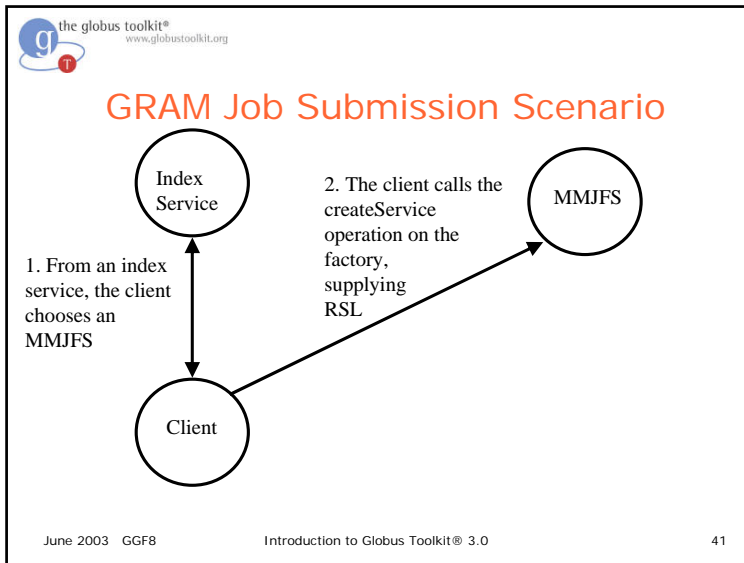 the globus toolkit®
www.globustoolkit.org
g
T
GRAM Job Submission Scenario
Index
Service
2. The client calls the
createService
operation on the
factory,
supplying
RSL
MMJFS
1. From an index
service, the client
chooses an
MMJFS
Client
June 2003 GGF8
Introduction to Globus Toolkit® 3.0
41